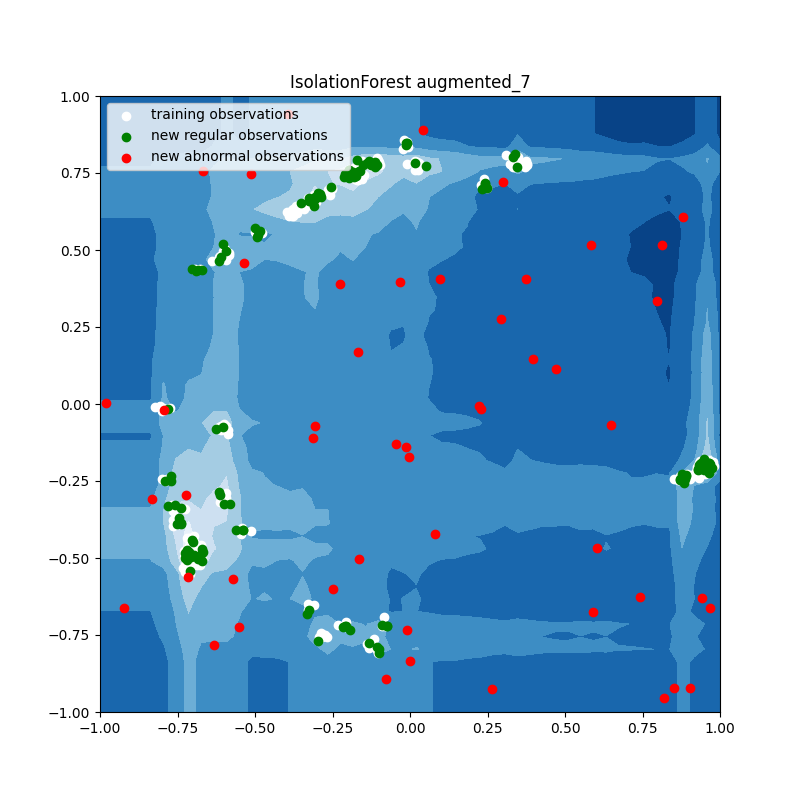 IsolationForest augmented_7
training observations
new regular observations
new abnormal observations
1.00
0.75
0.50
0.25
0.00
−0.25
−0.50
−0.75
−1.00
−1.00 −0.75 −0.50 −0.25 0.00 0.25 0.50 0.75 1.00